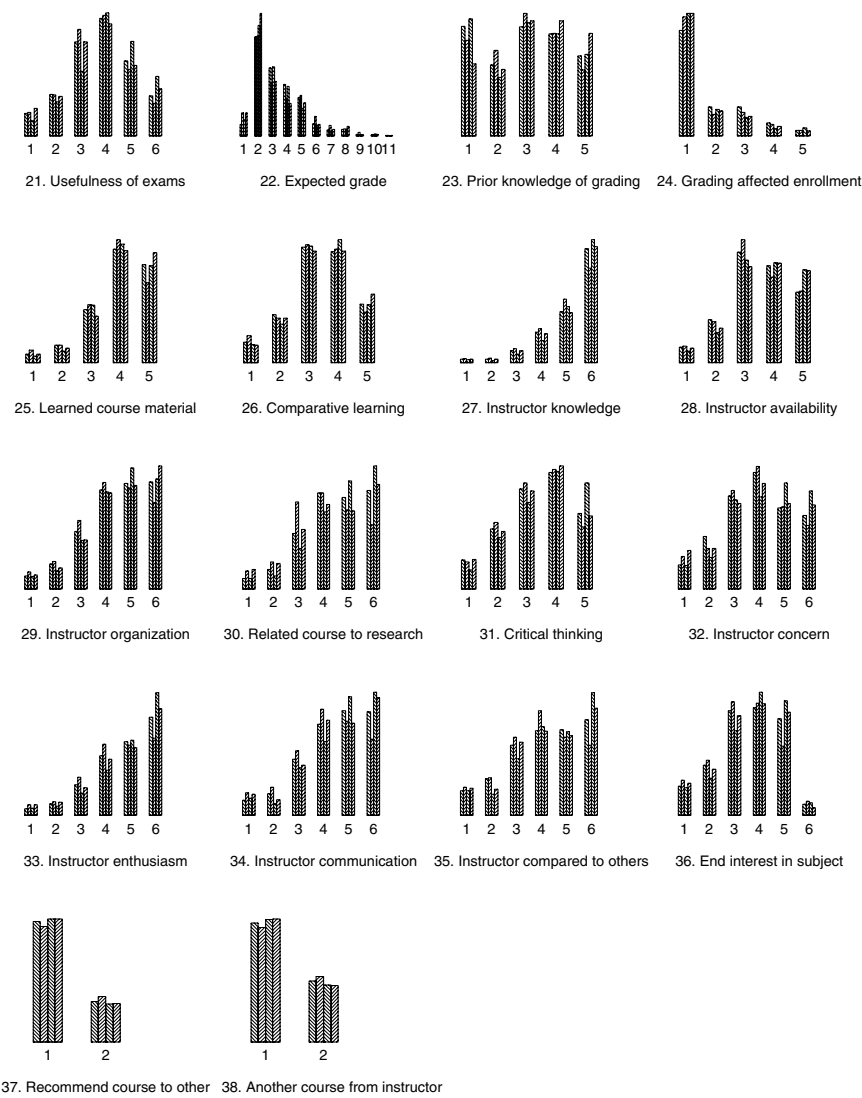 1 2 3 4 5 6
1 2 3 4 5 6 7 8 9 1011
1 2 3 4 5
1 2 3 4 5
21. Usefulness of exams
22. Expected grade
23. Prior knowledge of grading
24. Grading affected enrollment
1 2 3 4 5
1 2 3 4 5
1 2 3 4 5 6
1 2 3 4 5
25. Learned course material
26. Comparative learning
27. Instructor knowledge
28. Instructor availability
1 2 3 4 5 6
1 2 3 4 5 6
1 2 3 4 5
1 2 3 4 5 6
29. Instructor organization
30. Related course to research
31. Critical thinking
32. Instructor concern
1 2 3 4 5 6
1 2 3 4 5 6
1 2 3 4 5 6
1 2 3 4 5 6
33. Instructor enthusiasm
34. Instructor communication
35. Instructor compared to others
36. End interest in subject
1 2
1 2
37. Recommend course to other
38. Another course from instructor